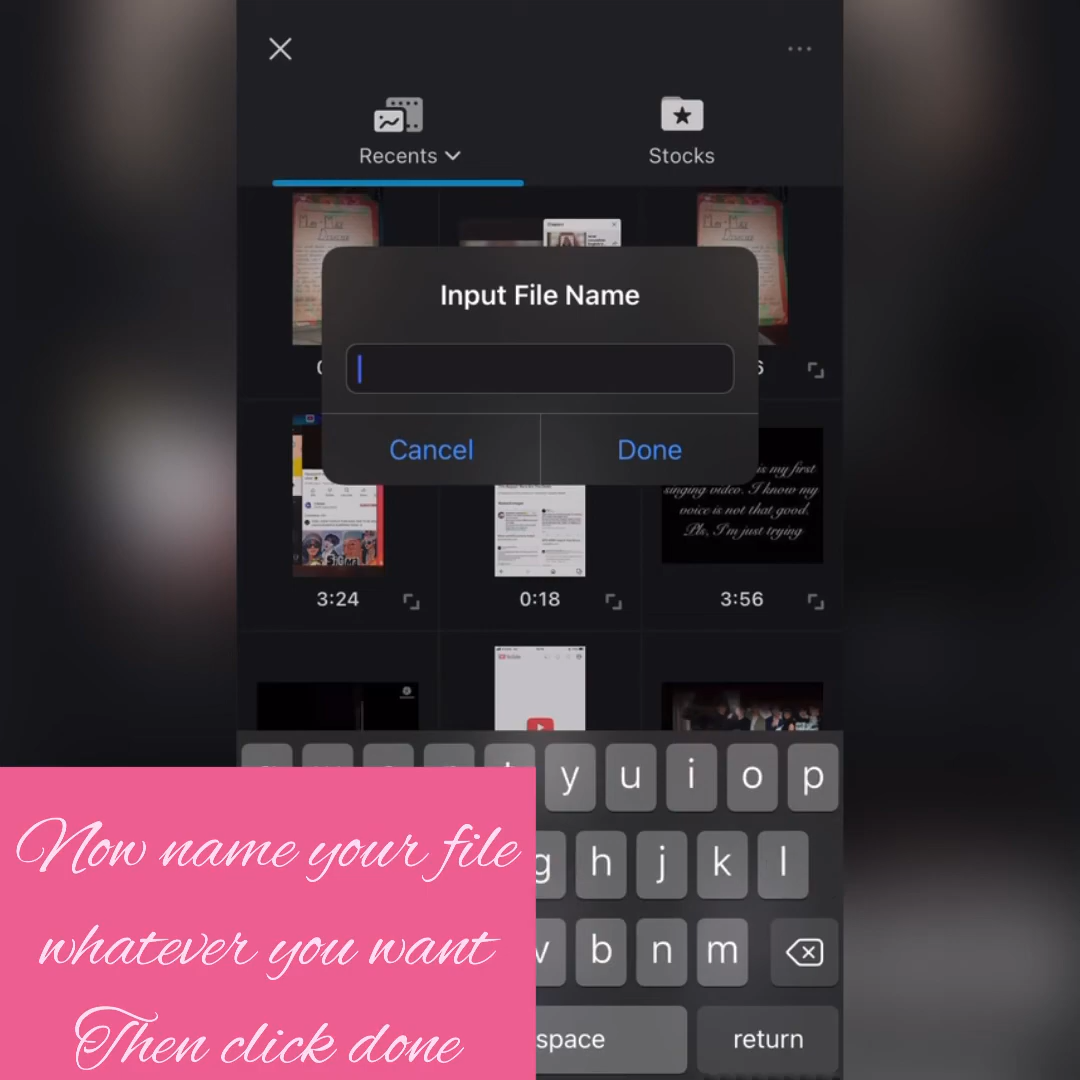 Recents
Stocks
Input File Name
Cancel
Done
is my first
singing video. I know my
voice is not that good.
Pls, I'm just trying
3:24
0:18
3:56
y u i o p
g h j k l
v b n m
space
return
Now name your file
whatever you want
Then click done